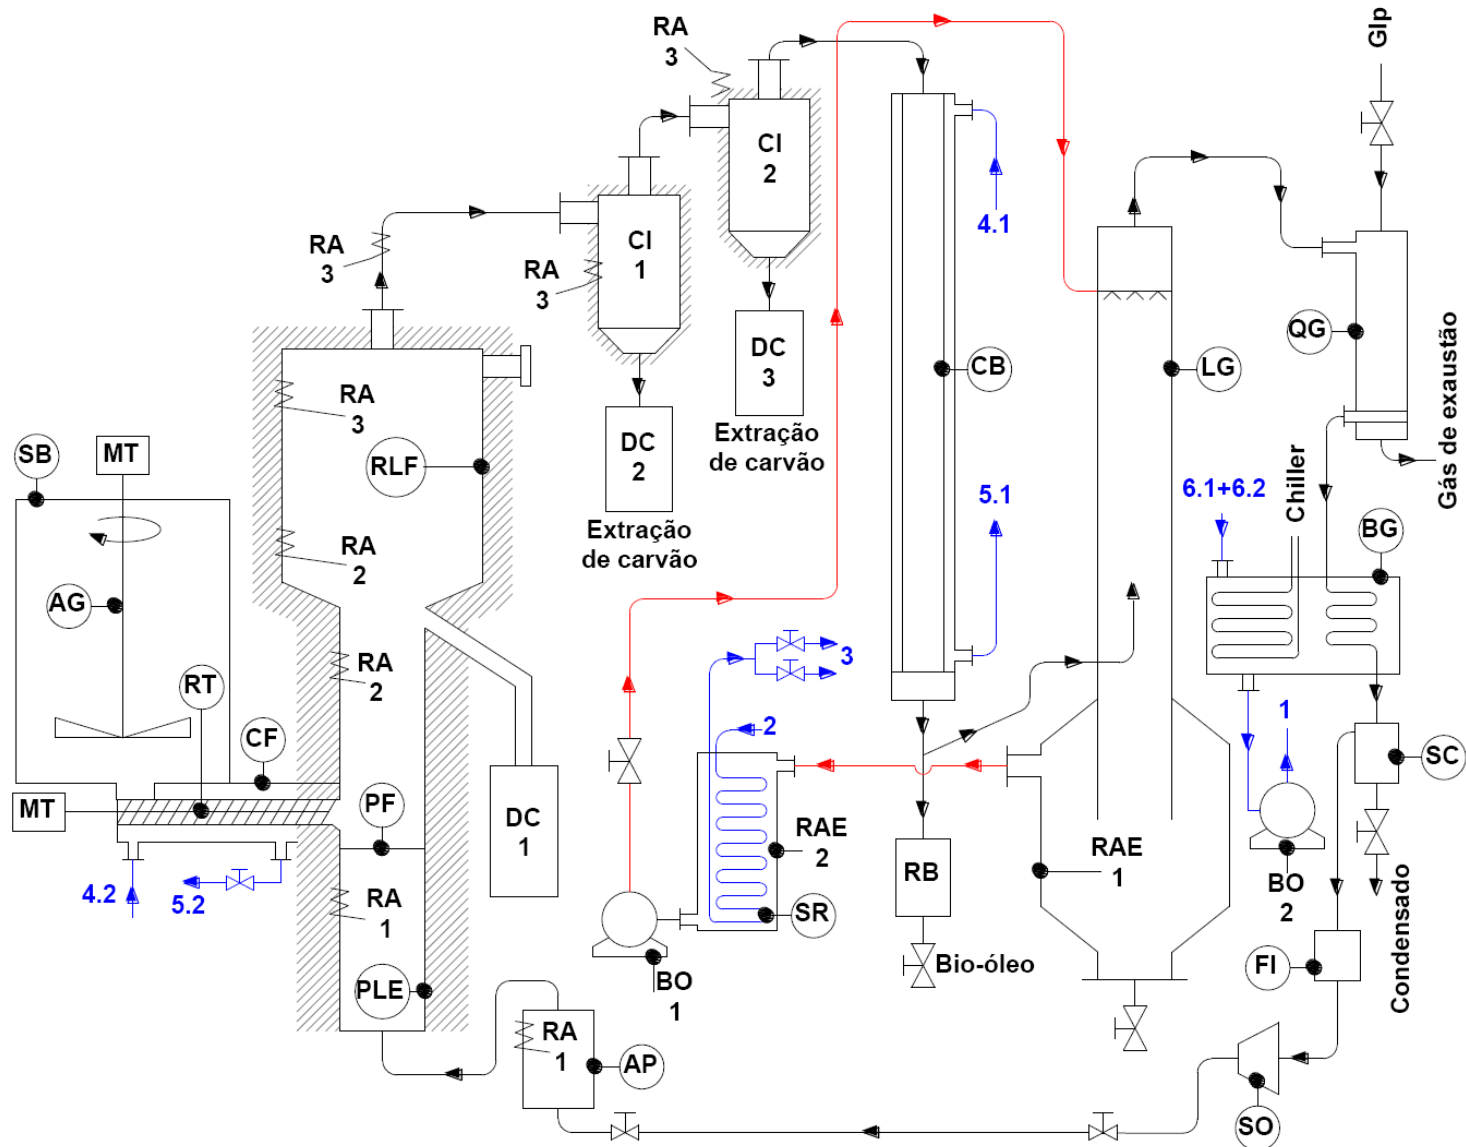 RA
3
Glp
RA
3
CI
2
CI
1
RA
3
4.1
QG
Gás de exaustão
DC
3
CB
LG
RA
3
Extração
de carvão
SB
MT
RLF
DC
2
Chiller
6.1+6.2
5.1
Extração
de carvão
BG
RA
2
AG
3
RA
2
RT
2
1
CF
SC
MT
PF
DC
1
RAE
2
RB
RAE
1
BO
2
4.2
5.2
RA
1
SR
Condensado
PLE
BO
1
Bio-óleo
FI
RA
1
AP
SO